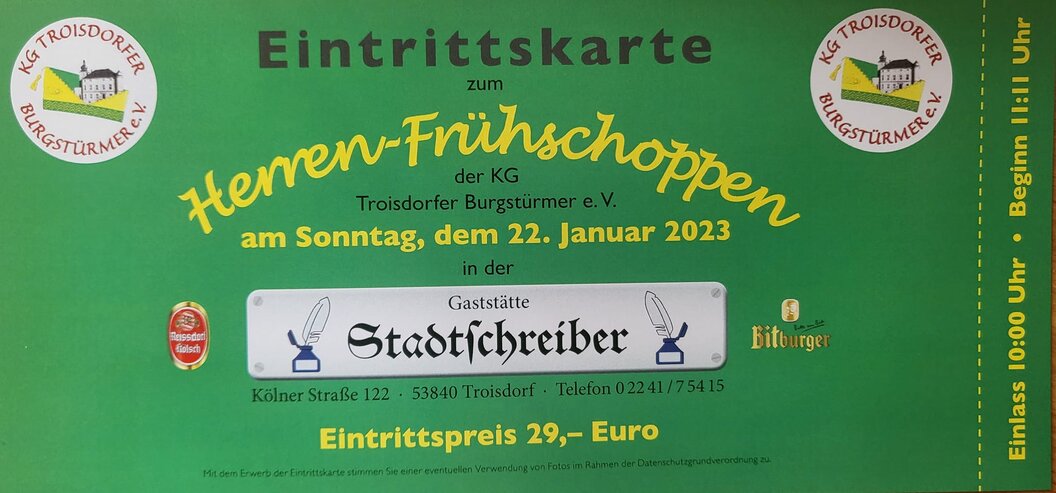 KG TROISDORFER
BURGSTÜRMER e.V.
KG TROISDORFER
BURGSTÜRMER e.V.
Eintrittskarte
zum
Herren-Frühschoppen
der KG
Troisdorfer Burgstürmer e.V.
am Sonntag, dem 22. Januar 2023
in der
Gaststätte
Stadtſchreiber
Reissdorf
Kölsch
Bitte ein Bit
Bitburger
Kölner Straße 122 · 53840 Troisdorf · Telefon 0 22 41 / 7 54 15
Eintrittspreis 29,– Euro
Mit dem Erwerb der Eintrittskarte stimmen Sie einer eventuellen Verwendung von Fotos im Rahmen der Datenschutzgrundverordnung zu.
Einlass 10:00 Uhr • Beginn 11:11 Uhr